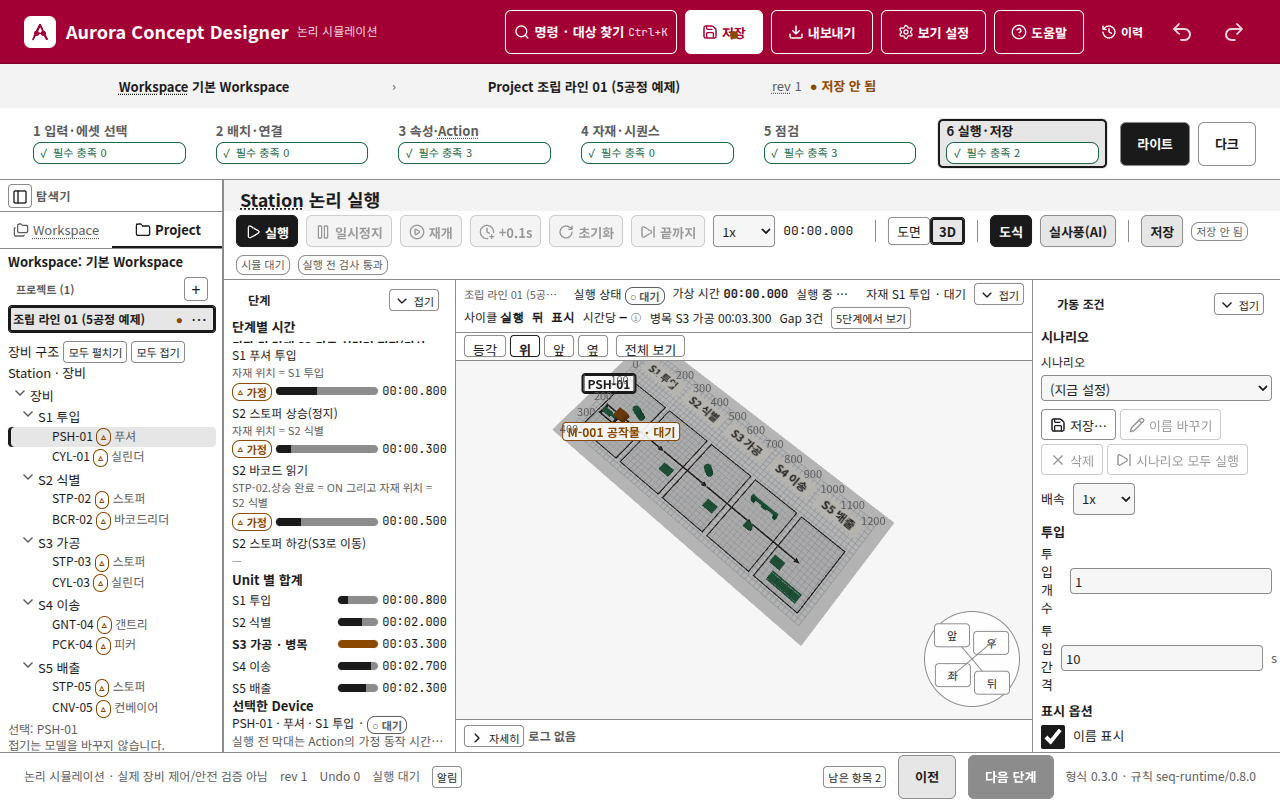 Aurora Concept Designer 논리 시뮬레이션
명령 · 대상 찾기 Ctrl+K
저장
내보내기
보기 설정
도움말
이력
Workspace 기본 Workspace › Project 조립 라인 01 (5공정 예제) rev 1 ● 저장 안 됨
1 입력·에셋 선택
✓ 필수 충족 0
2 배치·연결
✓ 필수 충족 0
3 속성·Action
✓ 필수 충족 3
4 자재·시퀀스
✓ 필수 충족 0
5 점검
✓ 필수 충족 3
6 실행·저장
✓ 필수 충족 2
라이트
다크
탐색기
Workspace
Project
Workspace: 기본 Workspace
프로젝트 (1)
+
조립 라인 01 (5공정 예제) ● ···
장비 구조 모두 펼치기 모두 접기
Station · 장비
장비
S1 투입
PSH-01 푸셔
CYL-01 실린더
S2 식별
STP-02 스토퍼
BCR-02 바코드리더
S3 가공
STP-03 스토퍼
CYL-03 실린더
S4 이송
GNT-04 갠트리
PCK-04 피커
S5 배출
STP-05 스토퍼
CNV-05 컨베이어
선택: PSH-01
접기는 모델을 바꾸지 않습니다.
Station 논리 실행
실행
일시정지
재개
+0.1s
초기화
끝까지
1x
00:00.000
도면
3D
도식
실사풍(AI)
저장
저장 안 됨
시뮬 대기
실행 전 검사 통과
단계
접기
단계별 시간
S1 푸셔 투입
자재 위치 = S1 투입
가정 00:00.800
S2 스토퍼 상승(정지)
자재 위치 = S2 식별
가정 00:00.300
S2 바코드 읽기
STP-02.상승 완료 = ON 그리고 자재 위치 =
S2 식별
가정 00:00.500
S2 스토퍼 하강(S3로 이동)
—
Unit 별 합계
S1 투입 00:00.800
S2 식별 00:02.000
S3 가공 · 병목 00:03.300
S4 이송 00:02.700
S5 배출 00:02.300
선택한 Device
PSH-01 · 푸셔 · S1 투입 · ○ 대기
실행 전 막대는 Action의 가정 동작 시간···
조립 라인 01 (5공··· 실행 상태 ○ 대기 가상 시간 00:00.000 실행 중 ··· 자재 S1 투입 · 대기
접기
사이클 실행 뒤 표시 시간당 – ⓘ 병목 S3 가공 00:03.300 Gap 3건 5단계에서 보기
등각
위
앞
옆
전체 보기
PSH-01
M-001 공작물 · 대기
S1 투입
S2 식별
S3 가공
S4 이송
S5 배출
0
200
300
400
500
600
700
800
900
1000
1100
1200
100
200
300
400
앞
우
좌
뒤
자세히
로그 없음
가동 조건
접기
시나리오
시나리오
(지금 설정)
저장···
이름 바꾸기
삭제
시나리오 모두 실행
배속 1x
투입
투입 개수 1
투입 간격 10 s
표시 옵션
이름 표시
논리 시뮬레이션 · 실제 장비 제어/안전 검증 아님 rev 1 Undo 0 실행 대기 알림
남은 항목 2
이전
다음 단계
형식 0.3.0 · 규칙 seq-runtime/0.8.0